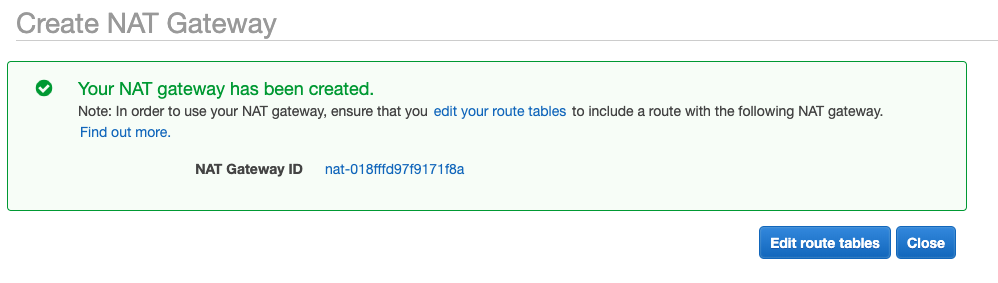 Create NAT Gateway
Your NAT gateway has been created.
Note: In order to use your NAT gateway, ensure that you edit your route tables to include a route with the following NAT gateway.
Find out more.
NAT Gateway ID nat-018fffd97f9171f8a
Edit route tables Close